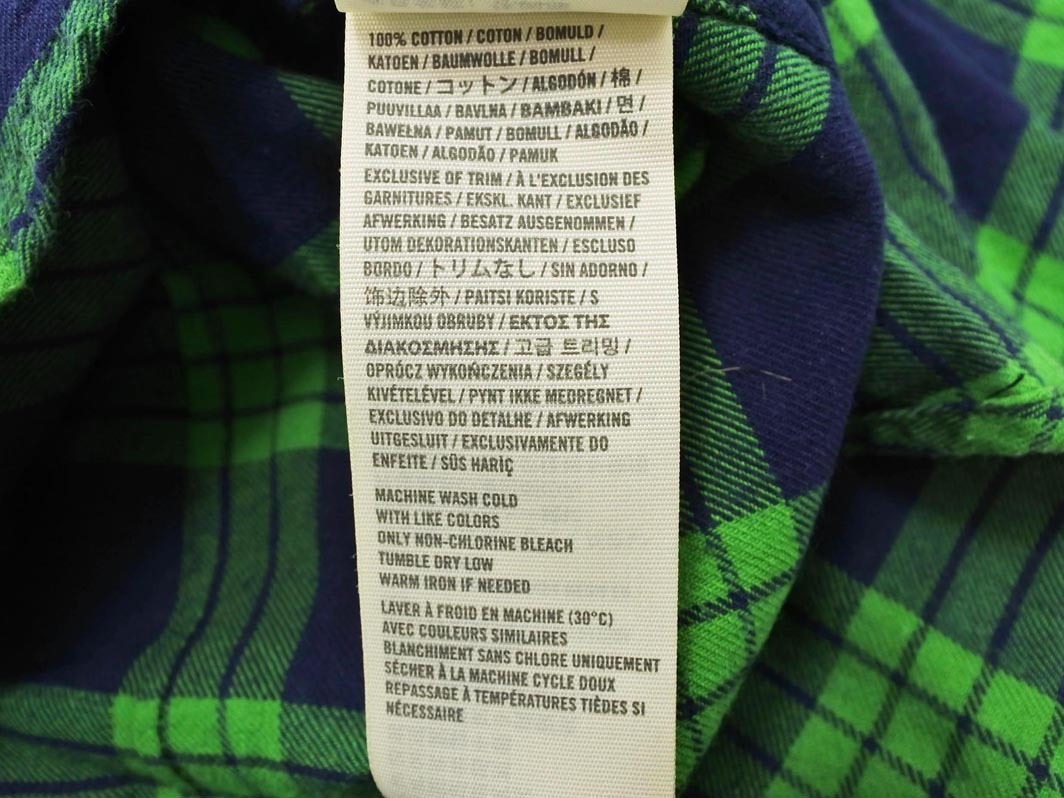 100% COTTON / COTON / BOMULD /
KATOEN / BAUMWOLLE / BOMULL /
COTONE / コットン / ALGODÓN / 棉 /
PUUVILLAA / BAVLNA / BAMBAKI / 면 /
BAWEŁNA / PAMUT / BOMULL / ALGODÃO /
KATOEN / ALGODÃO / PAMUK
EXCLUSIVE OF TRIM / À L'EXCLUSION DES
GARNITURES / EKSKL. KANT / EXCLUSIEF
AFWERKING / BESATZ AUSGENOMMEN /
UTOM DEKORATIONSKANTEN / ESCLUSO
BORDO / トリムなし / SIN ADORNO /
饰边除外 / PAITSI KORISTE / S
VÝJIMKOU OBRUBY / ΕΚΤΟΣ ΤΗΣ
ΔΙΑΚΟΣΜΗΣΗΣ / 고급 트리밍 /
OPRÓCZ WYKOŃCZENIA / SZEGÉLY
KIVÉTELÉVEL / PYNT IKKE MEDREGNET /
EXCLUSIVO DO DETALHE / AFWERKING
UITGESLUIT / EXCLUSIVAMENTE DO
ENFEITE / SÜS HARİÇ
MACHINE WASH COLD
WITH LIKE COLORS
ONLY NON-CHLORINE BLEACH
TUMBLE DRY LOW
WARM IRON IF NEEDED
LAVER À FROID EN MACHINE (30°C)
AVEC COULEURS SIMILAIRES
BLANCHIMENT SANS CHLORE UNIQUEMENT
SÉCHER À LA MACHINE CYCLE DOUX
REPASSAGE À TEMPÉRATURES TIÈDES SI
NÉCESSAIRE